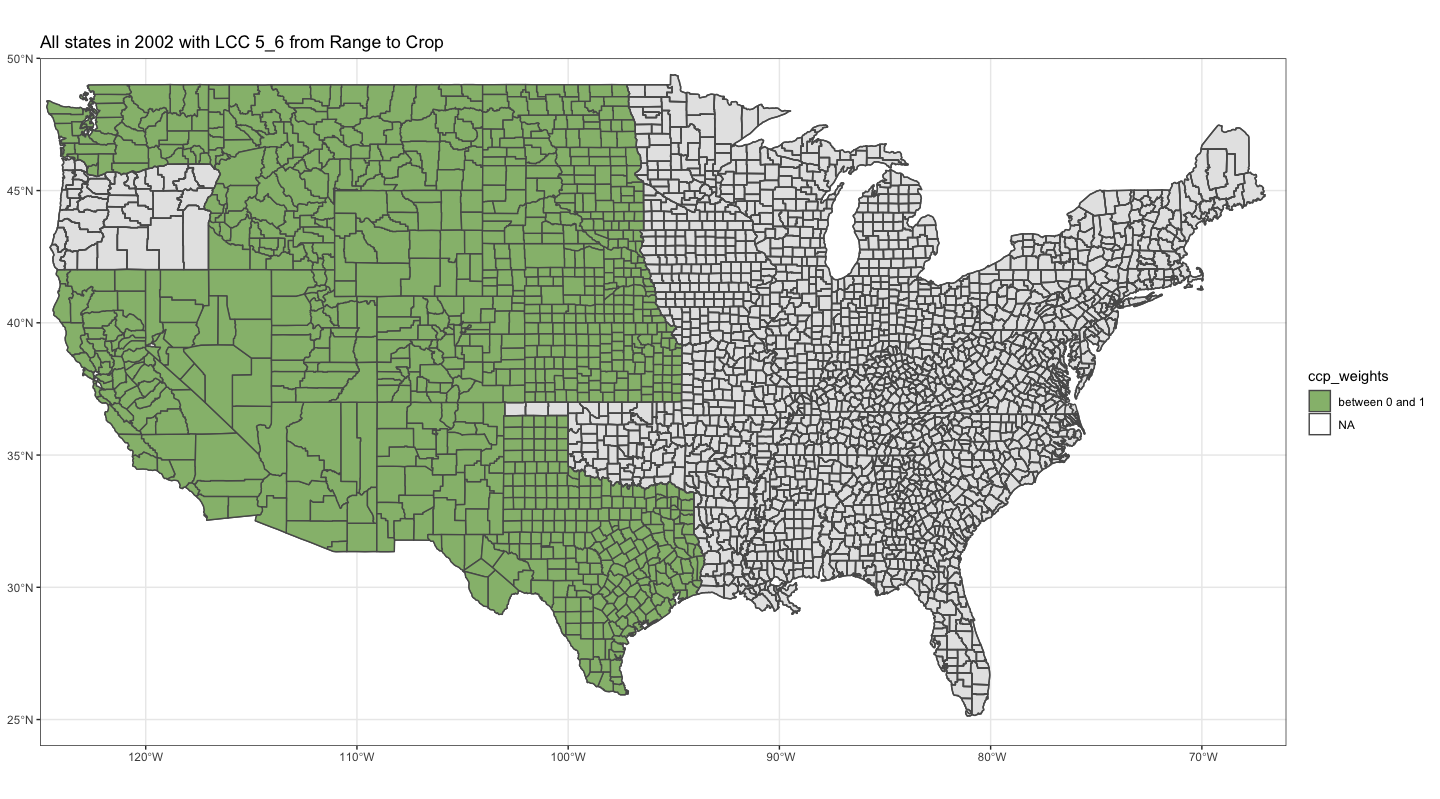 All states in 2002 with LCC 5_6 from Range to Crop
50°N
45°N
40°N
35°N
30°N
25°N
120°W
110°W
100°W
90°W
80°W
70°W
ccp_weights
between 0 and 1
NA